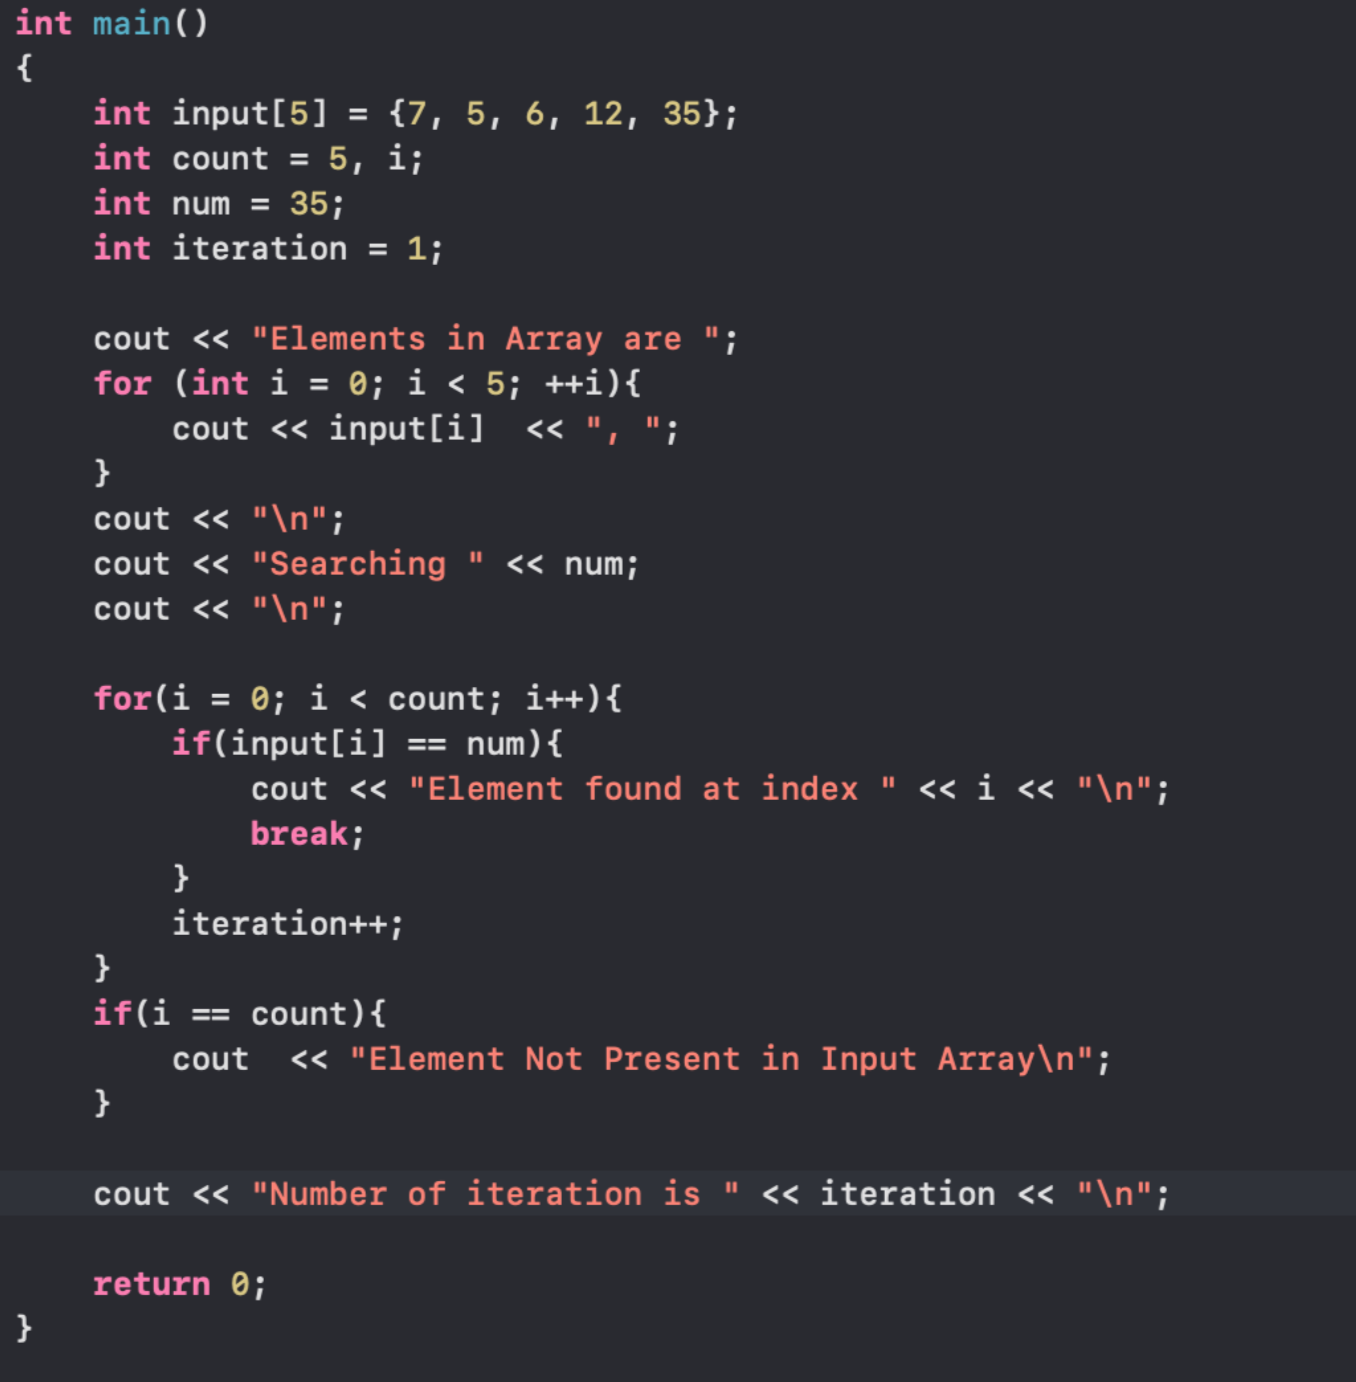 int main()
{
    int input[5] = {7, 5, 6, 12, 35};
    int count = 5, i;
    int num = 35;
    int iteration = 1;

    cout << "Elements in Array are ";
    for (int i = 0; i < 5; ++i){
        cout << input[i]  << ", ";
    }
    cout << "\n";
    cout << "Searching " << num;
    cout << "\n";

    for(i = 0; i < count; i++){
        if(input[i] == num){
            cout << "Element found at index " << i << "\n";
            break;
        }
        iteration++;
    }
    if(i == count){
        cout  << "Element Not Present in Input Array\n";
    }

    cout << "Number of iteration is " << iteration << "\n";

    return 0;
}